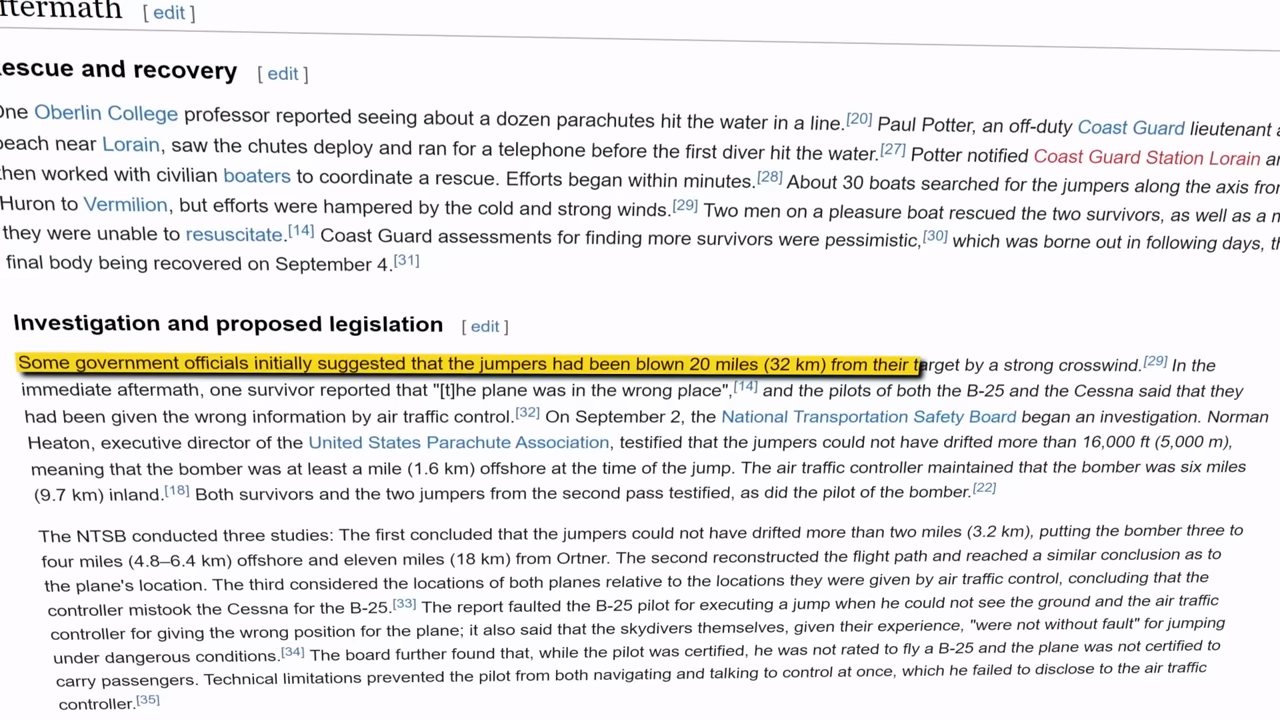 ftermath [ edit ]
escue and recovery [ edit ]
One Oberlin College professor reported seeing about a dozen parachutes hit the water in a line.[20] Paul Potter, an off-duty Coast Guard lieutenant
beach near Lorain, saw the chutes deploy and ran for a telephone before the first diver hit the water.[27] Potter notified Coast Guard Station Lorain
then worked with civilian boaters to coordinate a rescue. Efforts began within minutes.[28] About 30 boats searched for the jumpers along the axis
Huron to Vermilion, but efforts were hampered by the cold and strong winds.[29] Two men on a pleasure boat rescued the two survivors, as well as a
they were unable to resuscitate.[14] Coast Guard assessments for finding more survivors were pessimistic,[30] which was borne out in following days,
final body being recovered on September 4.[31]
Investigation and proposed legislation [ edit ]
Some government officials initially suggested that the jumpers had been blown 20 miles (32 km) from their target by a strong crosswind.[29] In the
immediate aftermath, one survivor reported that "[t]he plane was in the wrong place",[14] and the pilots of both the B-25 and the Cessna said that they
had been given the wrong information by air traffic control.[32] On September 2, the National Transportation Safety Board began an investigation. Norman
Heaton, executive director of the United States Parachute Association, testified that the jumpers could not have drifted more than 16,000 ft (5,000 m),
meaning that the bomber was at least a mile (1.6 km) offshore at the time of the jump. The air traffic controller maintained that the bomber was six miles
(9.7 km) inland.[18] Both survivors and the two jumpers from the second pass testified, as did the pilot of the bomber.[22]
The NTSB conducted three studies: The first concluded that the jumpers could not have drifted more than two miles (3.2 km), putting the bomber three to
four miles (4.8–6.4 km) offshore and eleven miles (18 km) from Ortner. The second reconstructed the flight path and reached a similar conclusion as to
the plane's location. The third considered the locations of both planes relative to the locations they were given by air traffic control, concluding that the
controller mistook the Cessna for the B-25.[33] The report faulted the B-25 pilot for executing a jump when he could not see the ground and the air traffic
controller for giving the wrong position for the plane; it also said that the skydivers themselves, given their experience, "were not without fault" for jumping
under dangerous conditions.[34] The board further found that, while the pilot was certified, he was not rated to fly a B-25 and the plane was not certified to
carry passengers. Technical limitations prevented the pilot from both navigating and talking to control at once, which he failed to disclose to the air traffic
controller.[35]